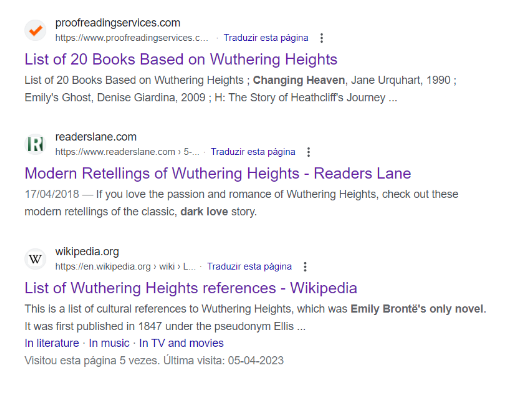 proofreadingservices.com
https://www.proofreadingservices.c... · Traduzir esta página
List of 20 Books Based on Wuthering Heights
List of 20 Books Based on Wuthering Heights ; Changing Heaven, Jane Urquhart, 1990 ;
Emily's Ghost, Denise Giardina, 2009 ; H: The Story of Heathcliff's Journey ...
R
readerslane.com
https://www.readerslane.com › 5-... · Traduzir esta página
Modern Retellings of Wuthering Heights - Readers Lane
17/04/2018 — If you love the passion and romance of Wuthering Heights, check out these
modern retellings of the classic, dark love story.
W
wikipedia.org
https://en.wikipedia.org › wiki › L... · Traduzir esta página
List of Wuthering Heights references - Wikipedia
This is a list of cultural references to Wuthering Heights, which was Emily Brontë's only novel.
It was first published in 1847 under the pseudonym Ellis ...
In literature · In music · In TV and movies
Visitou esta página 5 vezes. Última visita: 05-04-2023